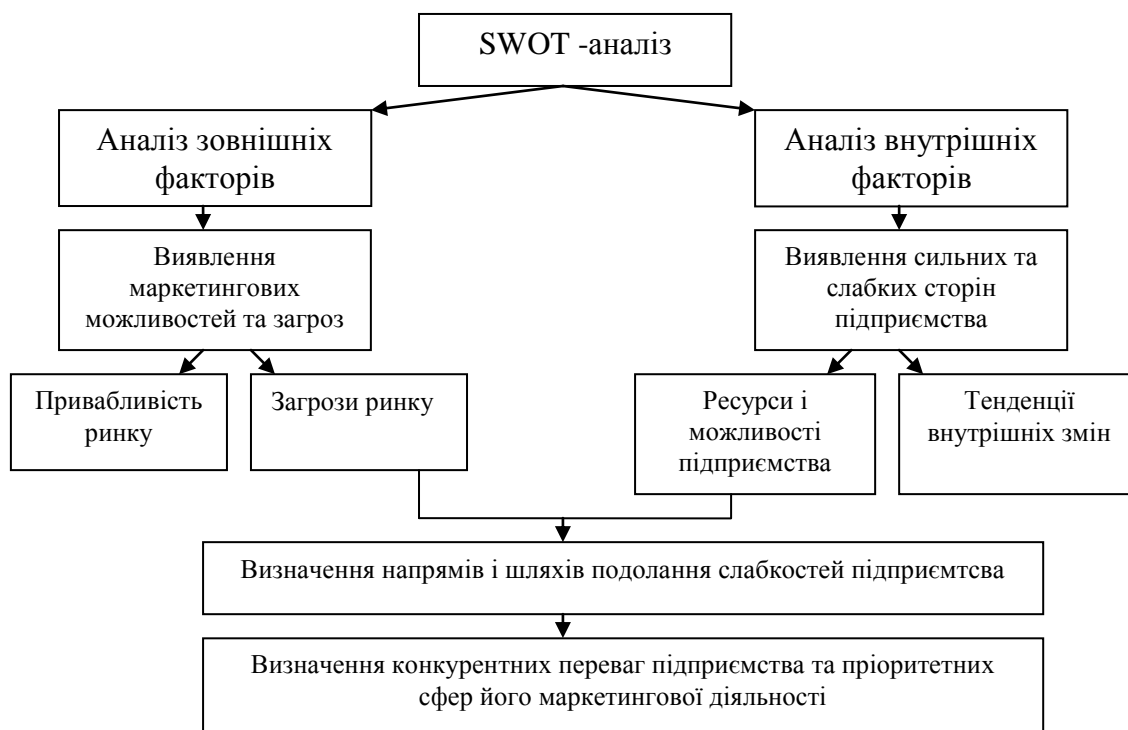 SWOT -аналіз
Аналіз зовнішніх
факторів
Аналіз внутрішніх
факторів
Виявлення
маркетингових
можливостей та загроз
Виявлення сильних та
слабких сторін
підприємства
Привабливість
ринку
Загрози ринку
Ресурси і
можливості
підприємства
Тенденції
внутрішніх змін
Визначення напрямів і шляхів подолання слабкостей підприємтсва
Визначення конкурентних переваг підприємства та пріоритетних
сфер його маркетингової діяльності